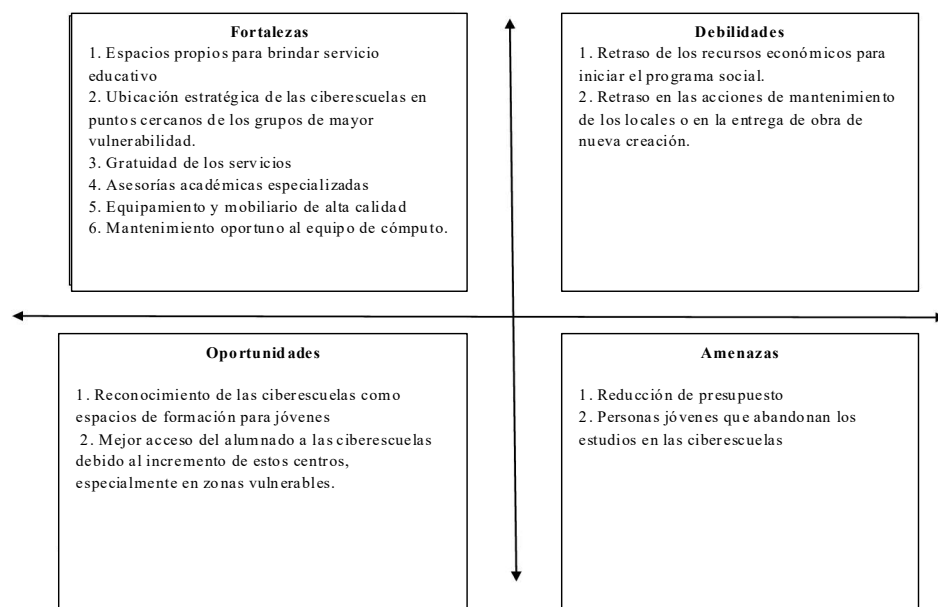 Fortalezas
1. Espacios propios para brindar servicio
educativo
2. Ubicación estratégica de las ciberescuelas en
puntos cercanos de los grupos de mayor
vulnerabilidad.
3. Gratuidad de los servicios
4. Asesorías académicas especializadas
5. Equipamiento y mobiliario de alta calidad
6. Mantenimiento oportuno al equipo de cómputo.
Debilidades
1. Retraso de los recursos económicos para
iniciar el programa social.
2. Retraso en las acciones de mantenimiento
de los locales o en la entrega de obra de
nueva creación.
Oportunidades
1. Reconocimiento de las ciberescuelas como
espacios de formación para jóvenes
2. Mejor acceso del alumnado a las ciberescuelas
debido al incremento de estos centros,
especialmente en zonas vulnerables.
Amenazas
1. Reducción de presupuesto
2. Personas jóvenes que abandonan los
estudios en las ciberescuelas